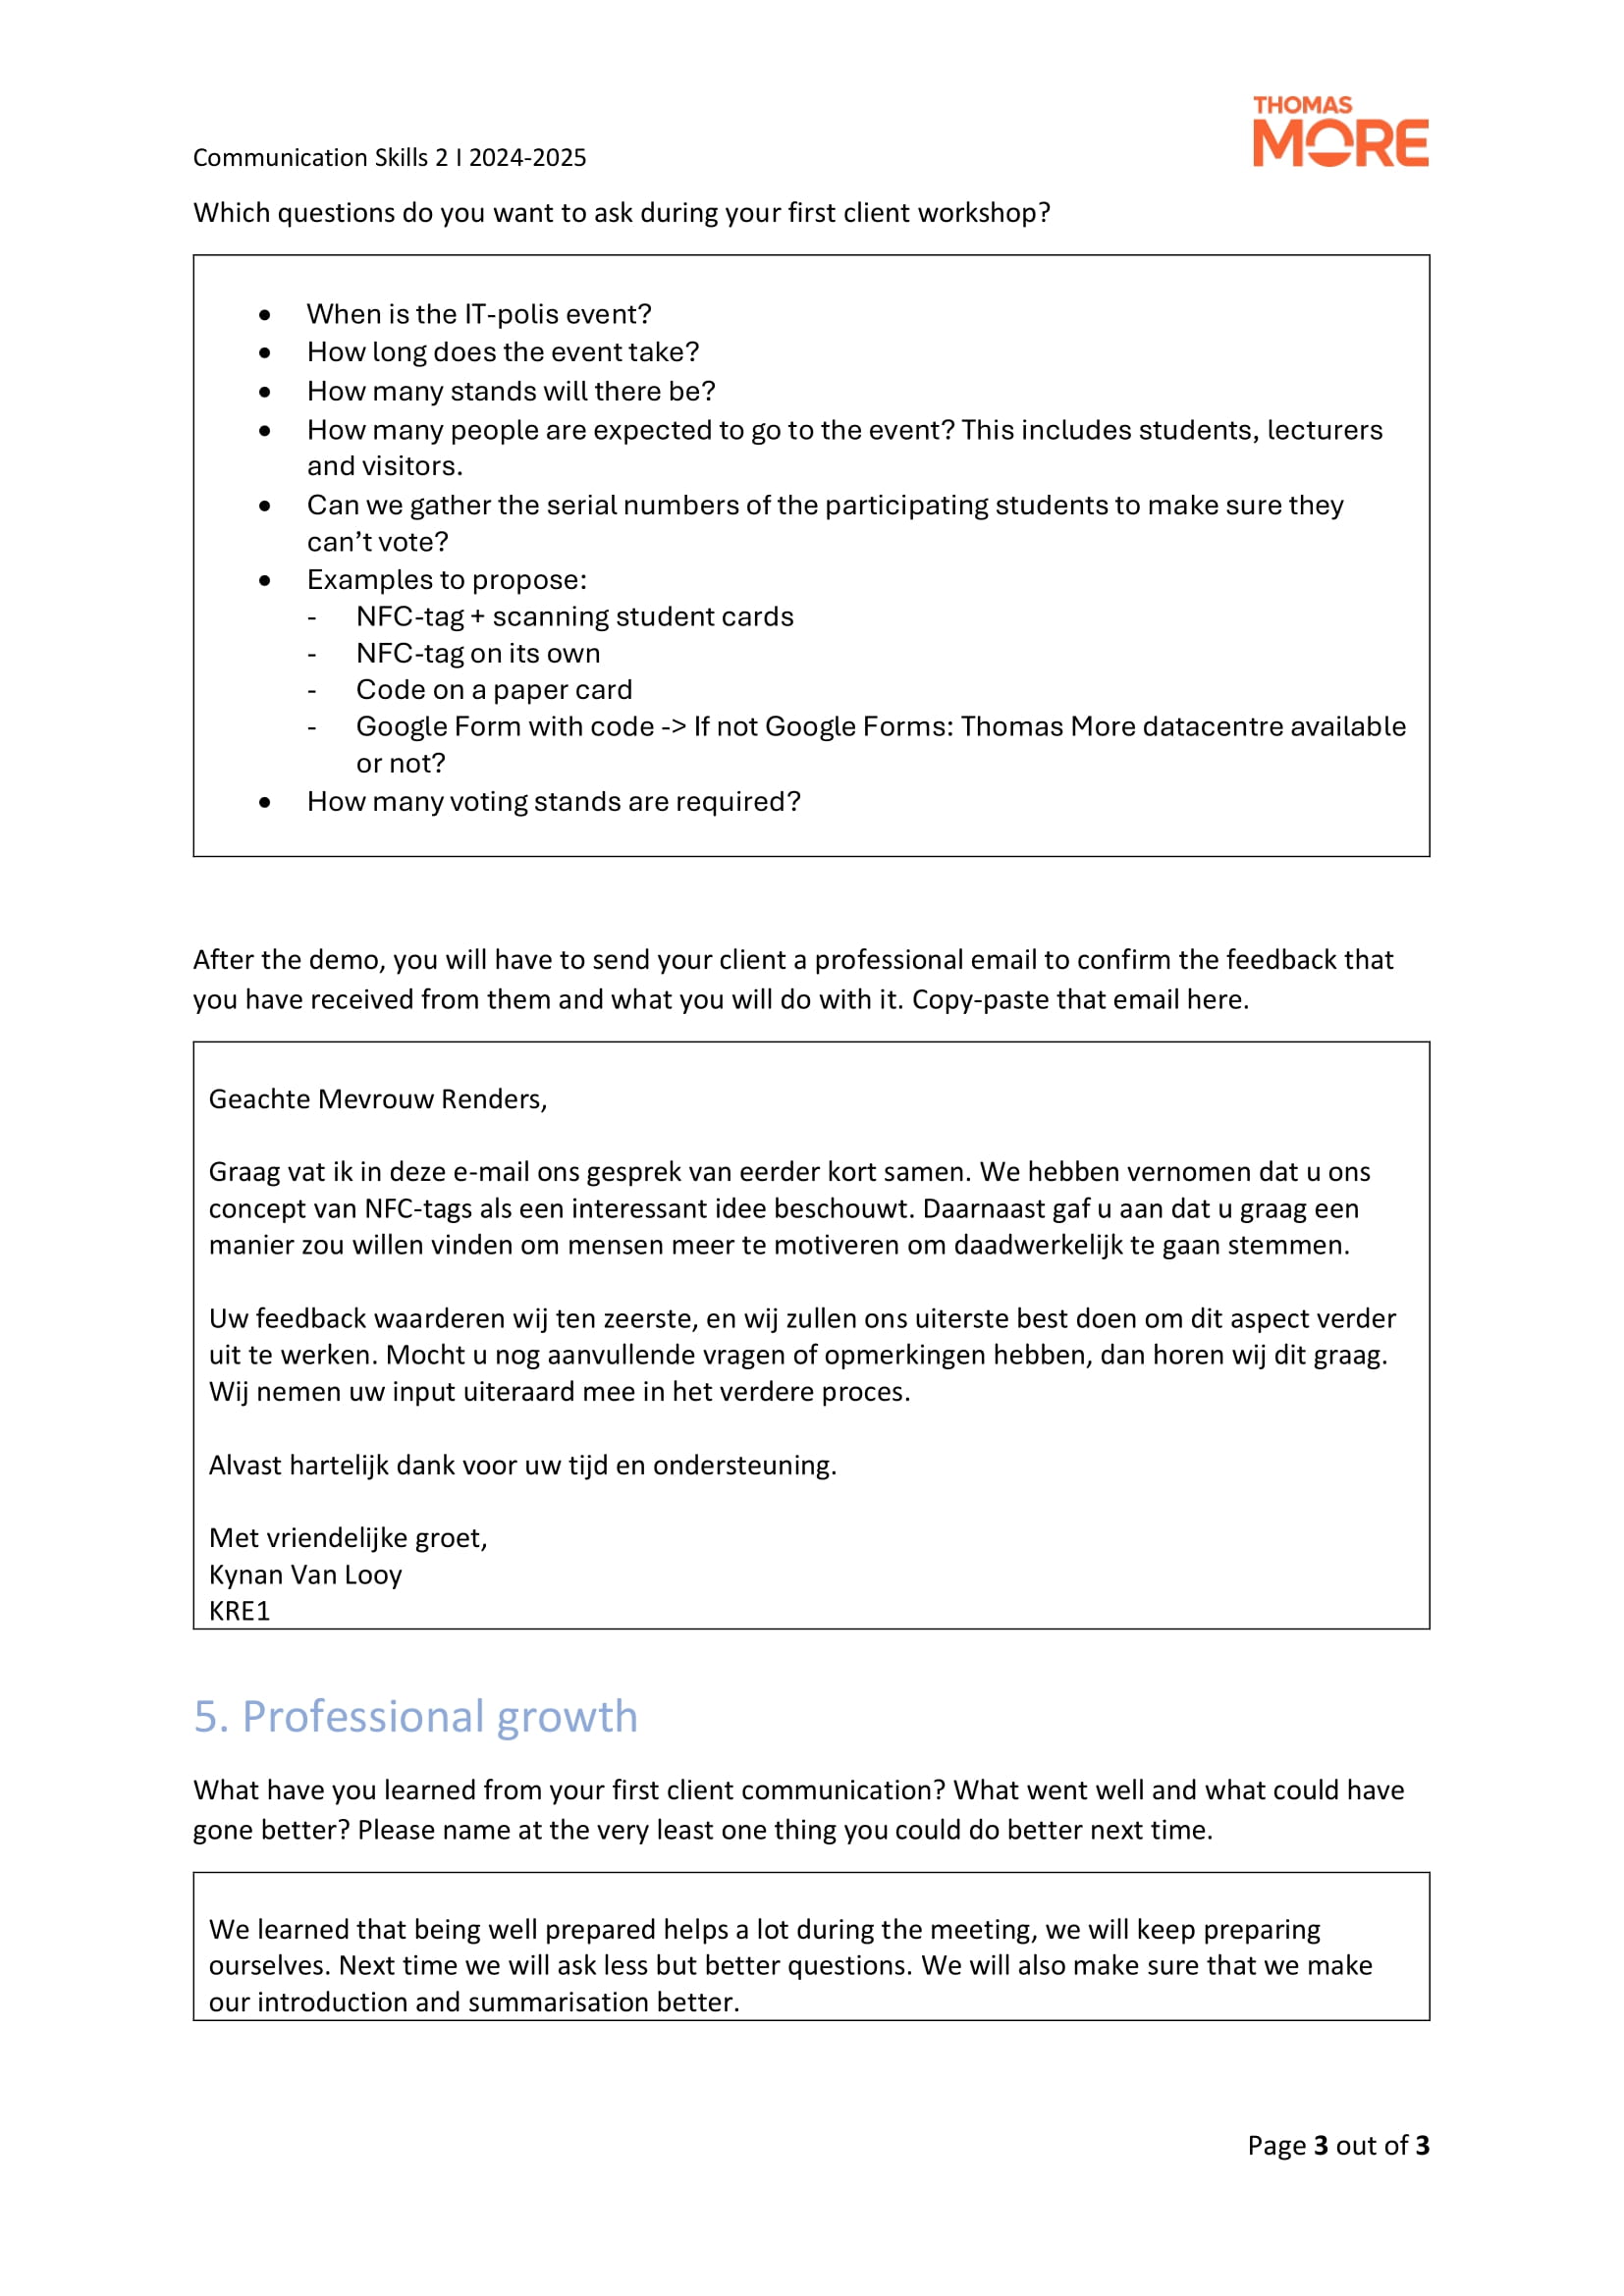 THOMAS
MORE
Communication Skills 2 I 2024-2025
Which questions do you want to ask during your first client workshop?
• When is the IT-polis event?
• How long does the event take?
• How many stands will there be?
• How many people are expected to go to the event? This includes students, lecturers
and visitors.
• Can we gather the serial numbers of the participating students to make sure they
can’t vote?
• Examples to propose:
- NFC-tag + scanning student cards
- NFC-tag on its own
- Code on a paper card
- Google Form with code -> If not Google Forms: Thomas More datacentre available
or not?
• How many voting stands are required?
After the demo, you will have to send your client a professional email to confirm the feedback that
you have received from them and what you will do with it. Copy-paste that email here.
Geachte Mevrouw Renders,
Graag vat ik in deze e-mail ons gesprek van eerder kort samen. We hebben vernomen dat u ons
concept van NFC-tags als een interessant idee beschouwt. Daarnaast gaf u aan dat u graag een
manier zou willen vinden om mensen meer te motiveren om daadwerkelijk te gaan stemmen.
Uw feedback waarderen wij ten zeerste, en wij zullen ons uiterste best doen om dit aspect verder
uit te werken. Mocht u nog aanvullende vragen of opmerkingen hebben, dan horen wij dit graag.
Wij nemen uw input uiteraard mee in het verdere proces.
Alvast hartelijk dank voor uw tijd en ondersteuning.
Met vriendelijke groet,
Kynan Van Looy
KRE1
5. Professional growth
What have you learned from your first client communication? What went well and what could have
gone better? Please name at the very least one thing you could do better next time.
We learned that being well prepared helps a lot during the meeting, we will keep preparing
ourselves. Next time we will ask less but better questions. We will also make sure that we make
our introduction and summarisation better.
Page 3 out of 3